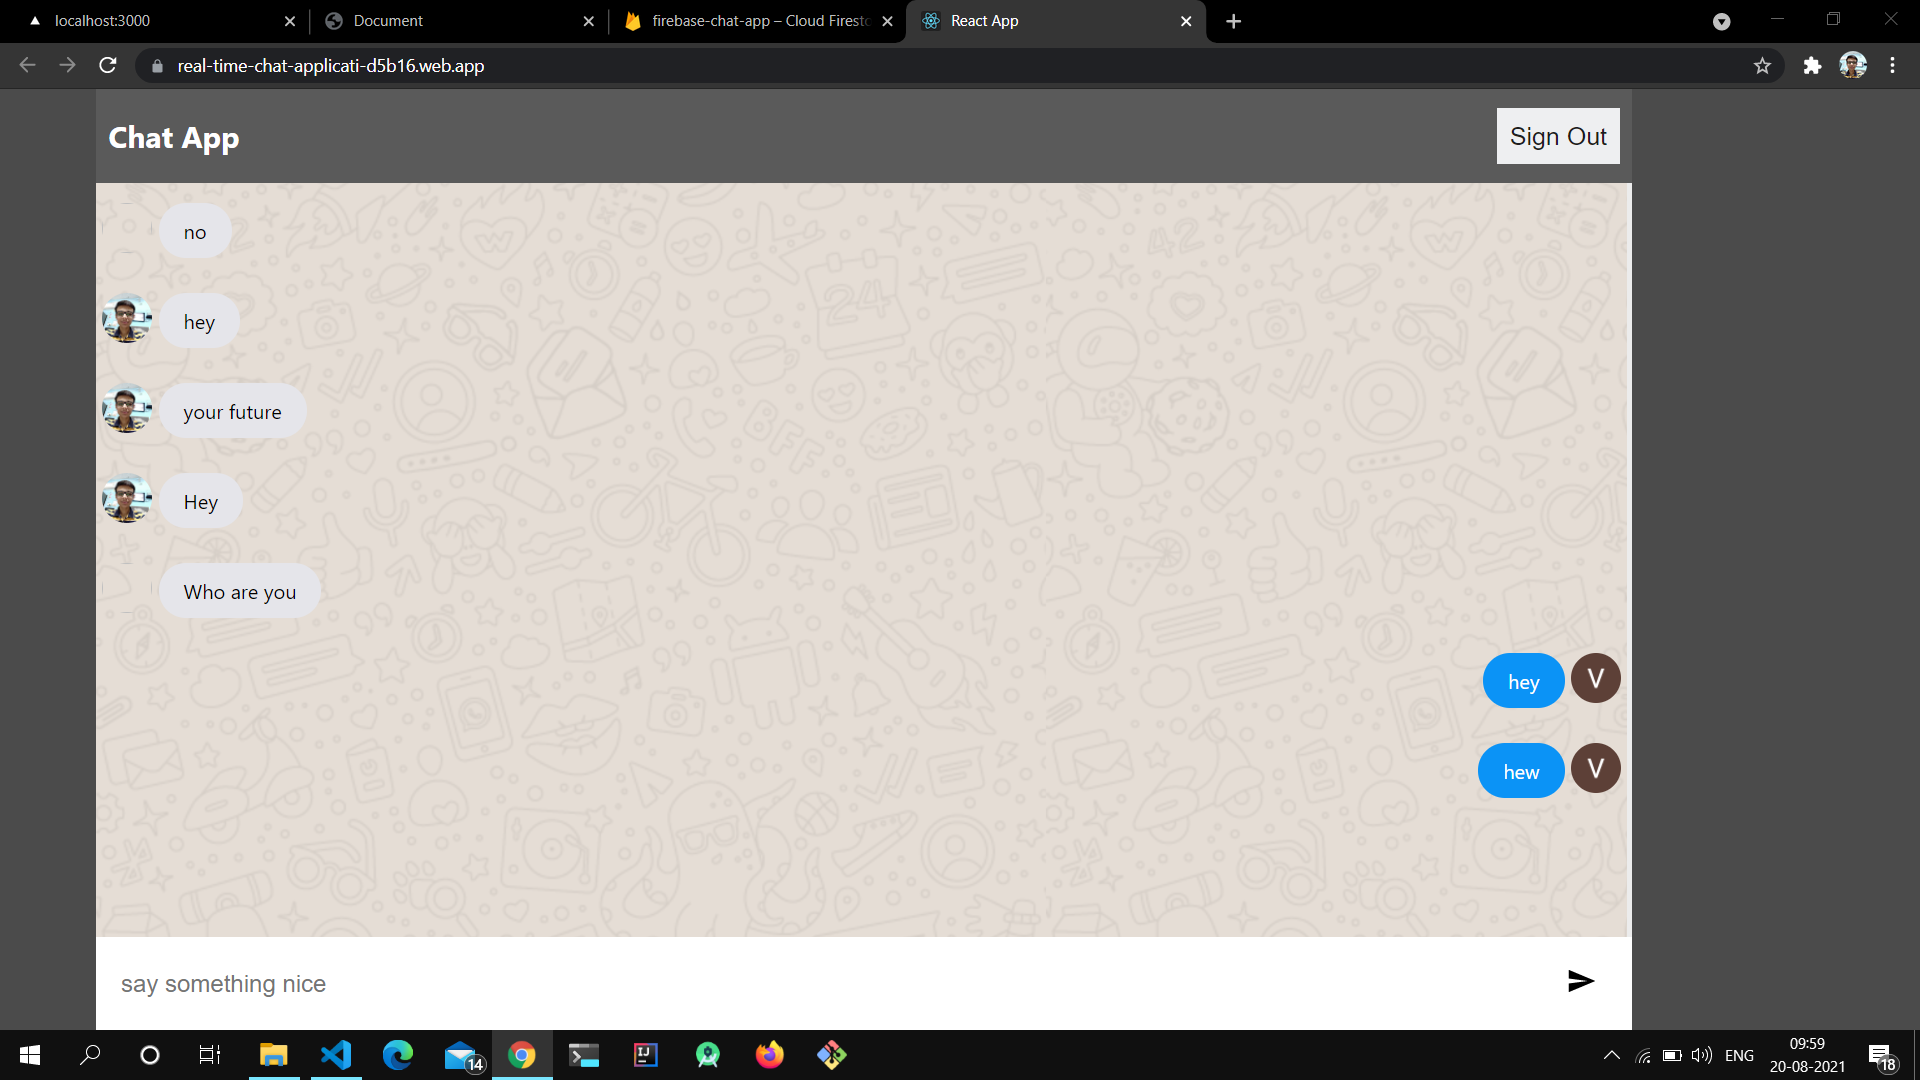 localhost:3000
Document
firebase-chat-app – Cloud Firest
React App
real-time-chat-applicati-d5b16.web.app
Chat App
Sign Out
no
hey
your future
Hey
Who are you
hey
V
hew
V
say something nice
14
ENG
09:59
20-08-2021
18